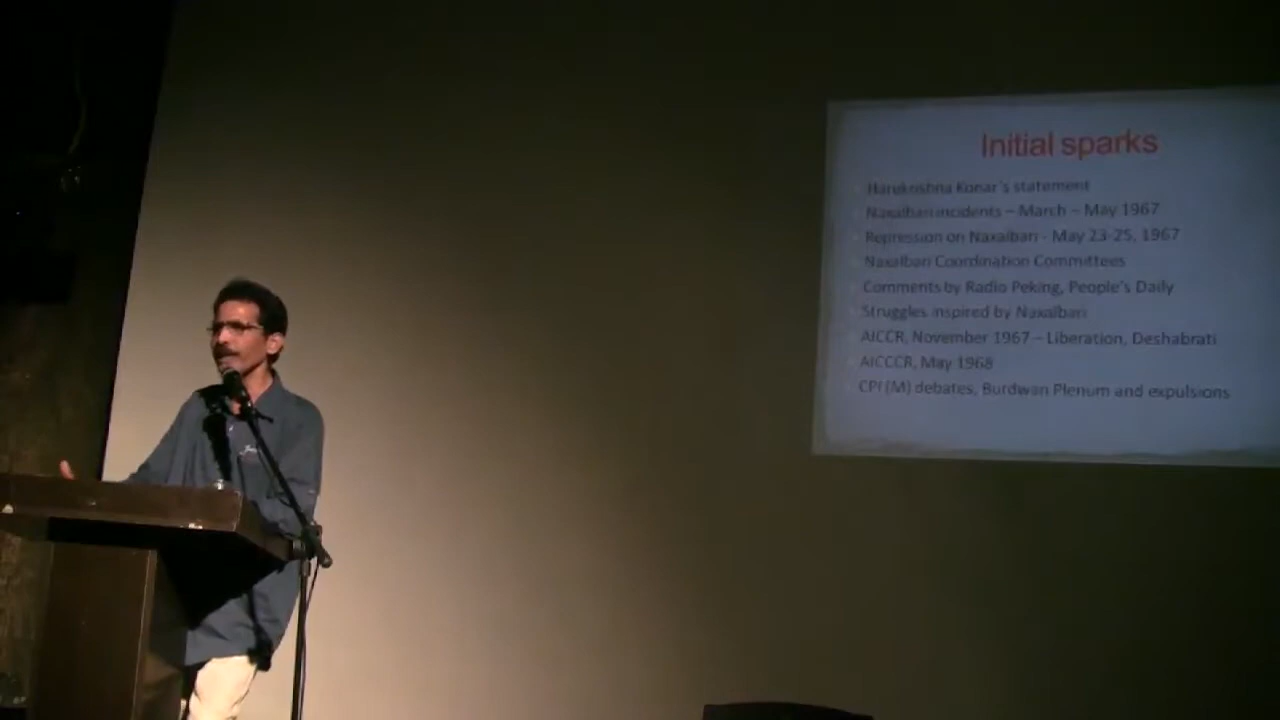 Initial sparks
Harekrishna Konar's statement
Naxalbari incidents – March – May 1967
Repression on Naxalbari - May 23-25, 1967
Naxalbari Coordination Committees
Comments by Radio Peking, People's Daily
Struggles inspired by Naxalbari
AICCR, November 1967 – Liberation, Deshabrati
AICCCR, May 1968
CPI (M) debates, Burdwan Plenum and expulsions